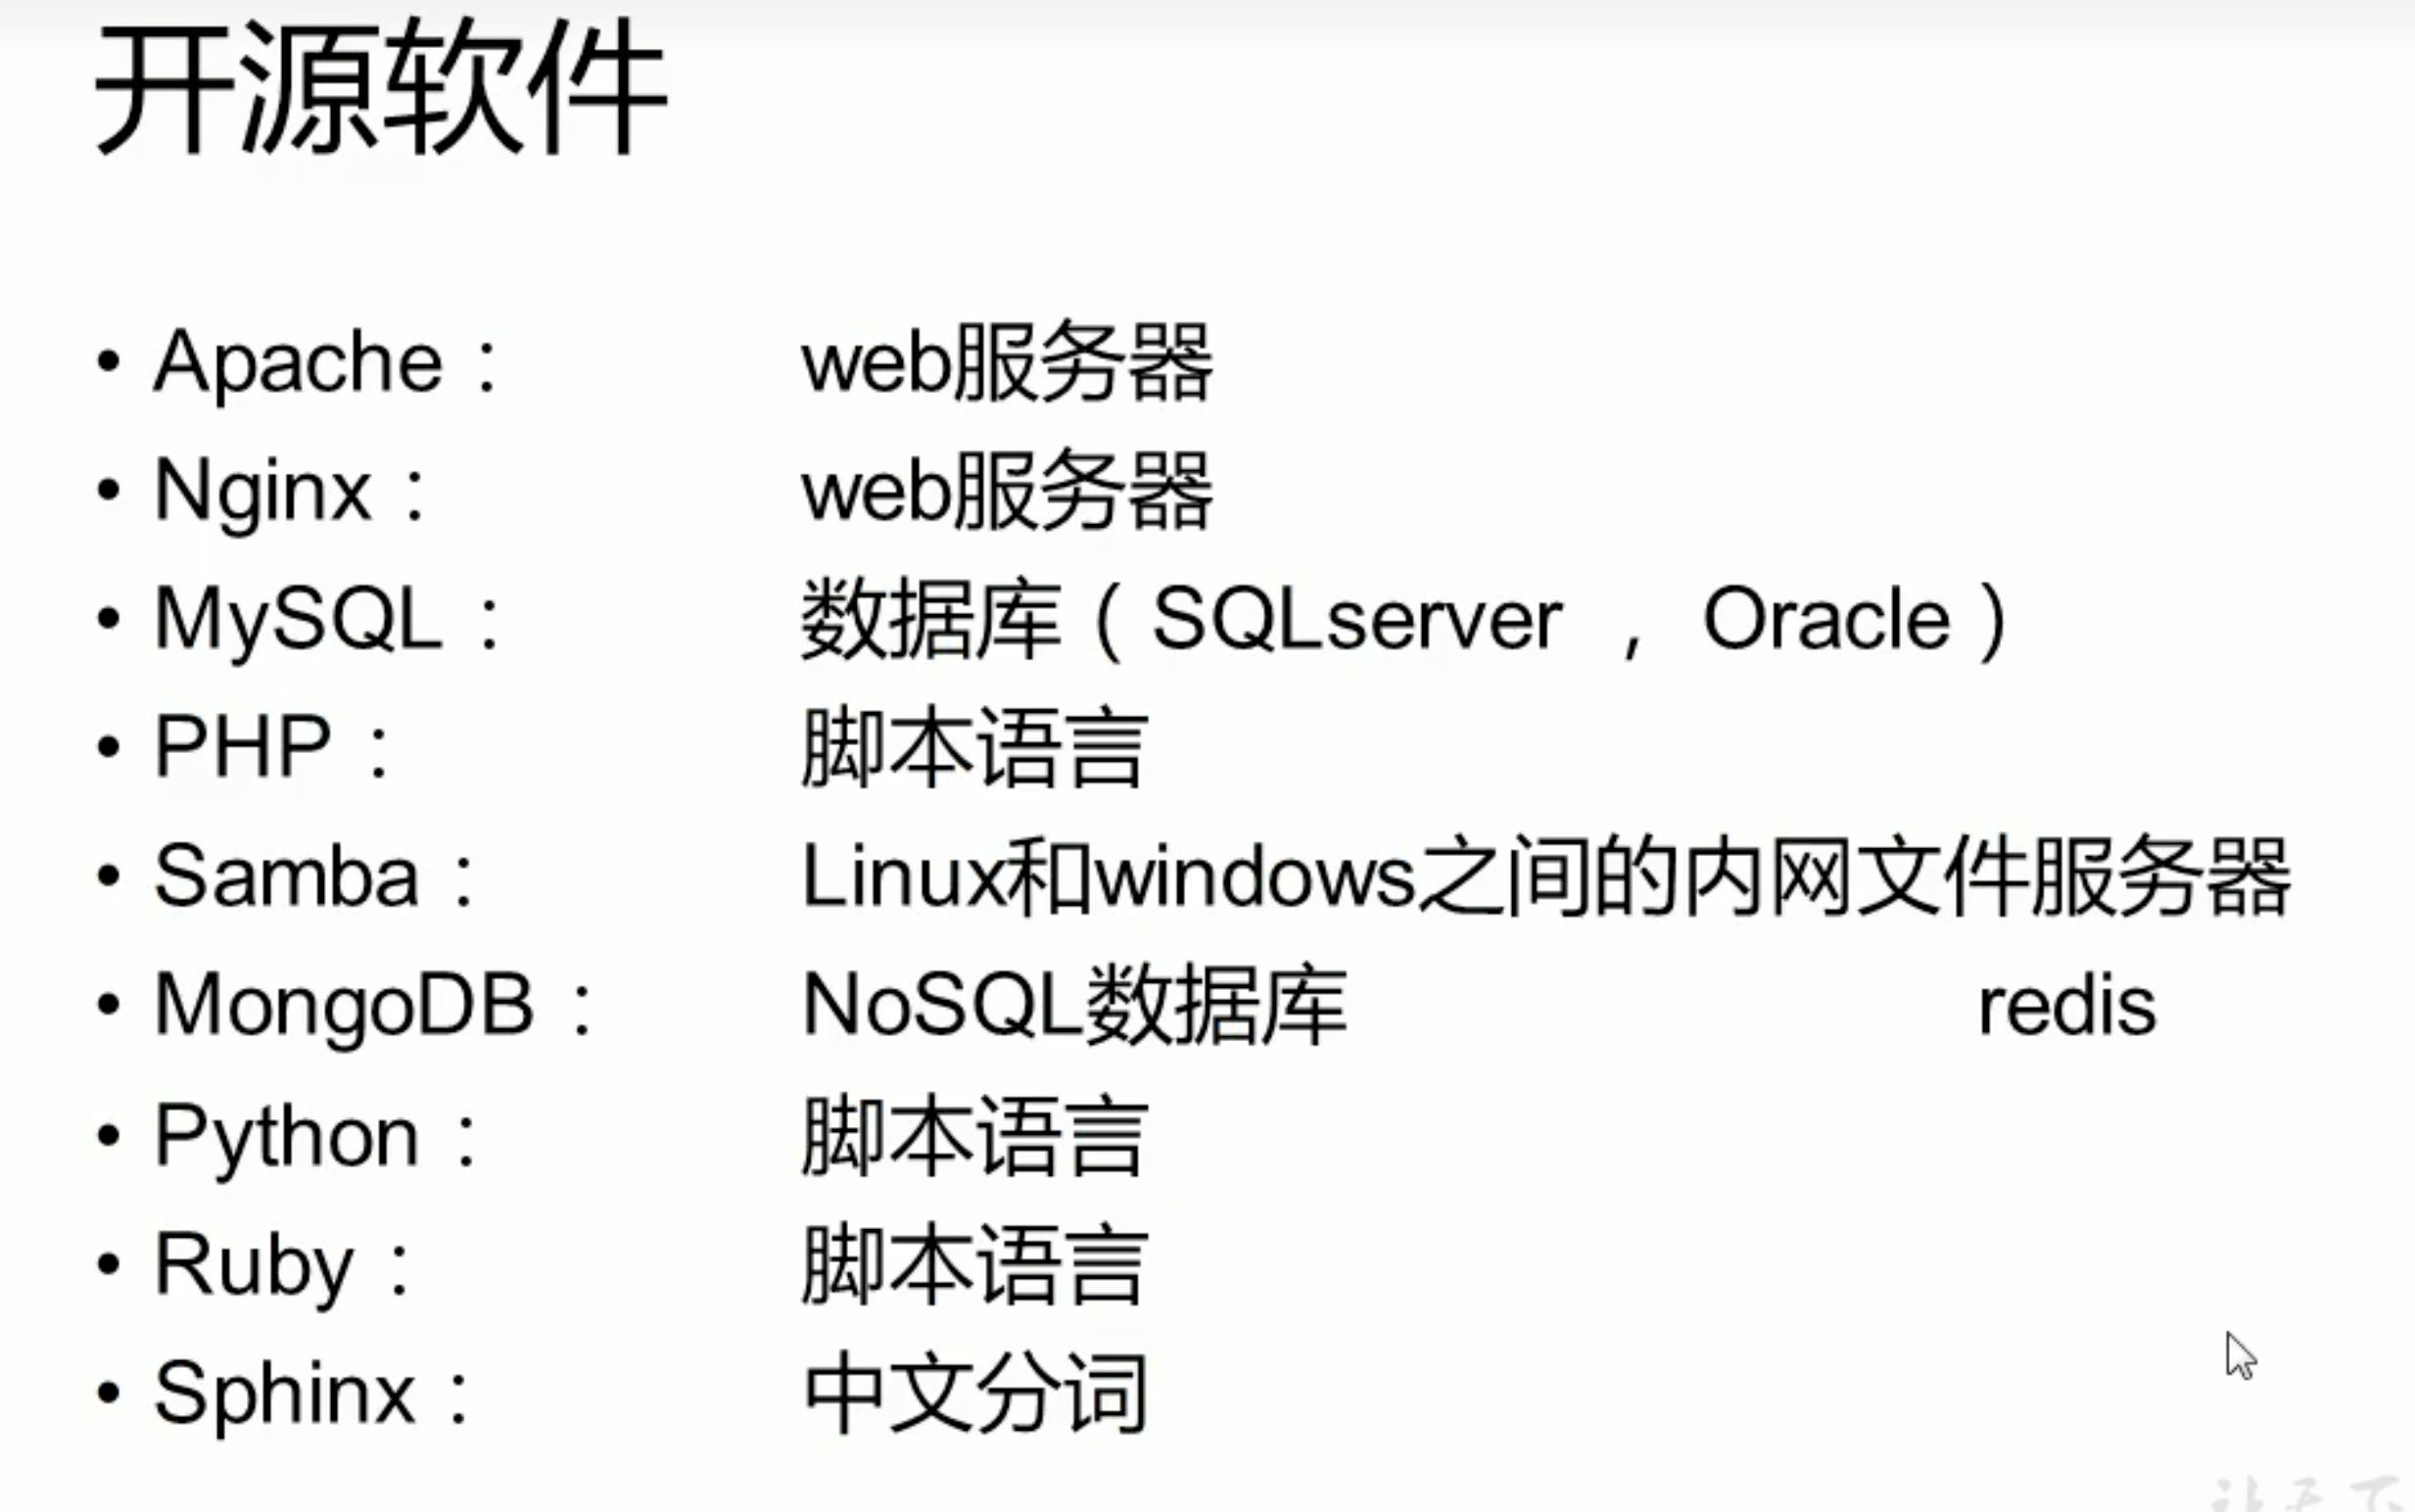 开源软件
• Apache： web服务器
• Nginx： web服务器
• MySQL： 数据库（SQLserver ， Oracle）
• PHP： 脚本语言
• Samba： Linux和windows之间的内网文件服务器
• MongoDB： NoSQL数据库 redis
• Python： 脚本语言
• Ruby： 脚本语言
• Sphinx： 中文分词
让天下